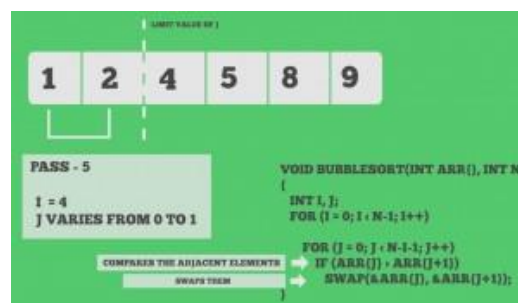 LIMIT VALUE OF J
1 2 4 5 8 9
PASS - 5
I = 4
J VARIES FROM 0 TO 1
VOID BUBBLESORT(INT ARR(), INT N
{
INT I, J;
FOR (I = 0; I < N-1; I++)
FOR (J = 0; J < N-I-1; J++)
COMPARER THE ADJACENT ELEMENTS
IF (ARR(J) > ARR(J+1))
SWAPS THEM
SWAP(&ARR(J), &ARR(J+1));
}